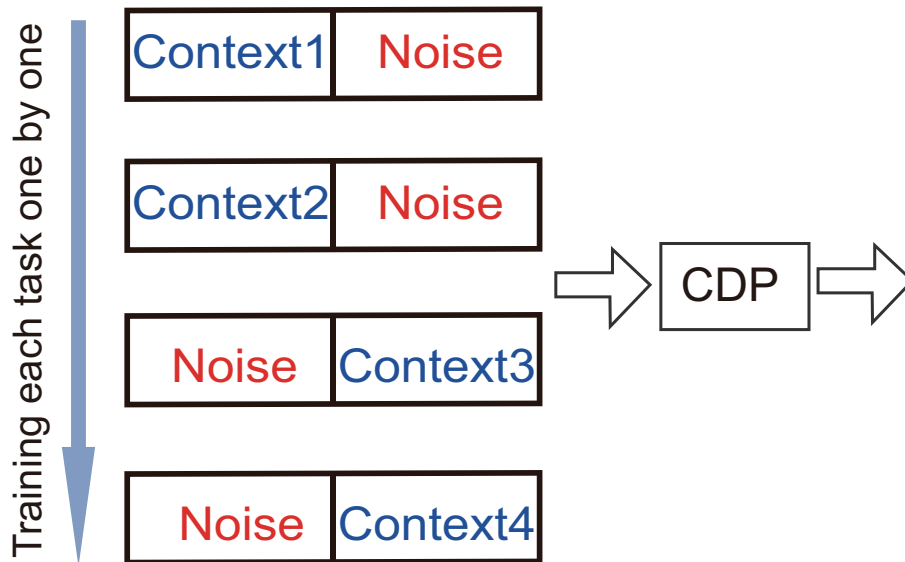 Training each task one by one
Context1 Noise
Context2 Noise
Noise Context3
Noise Context4
CDP